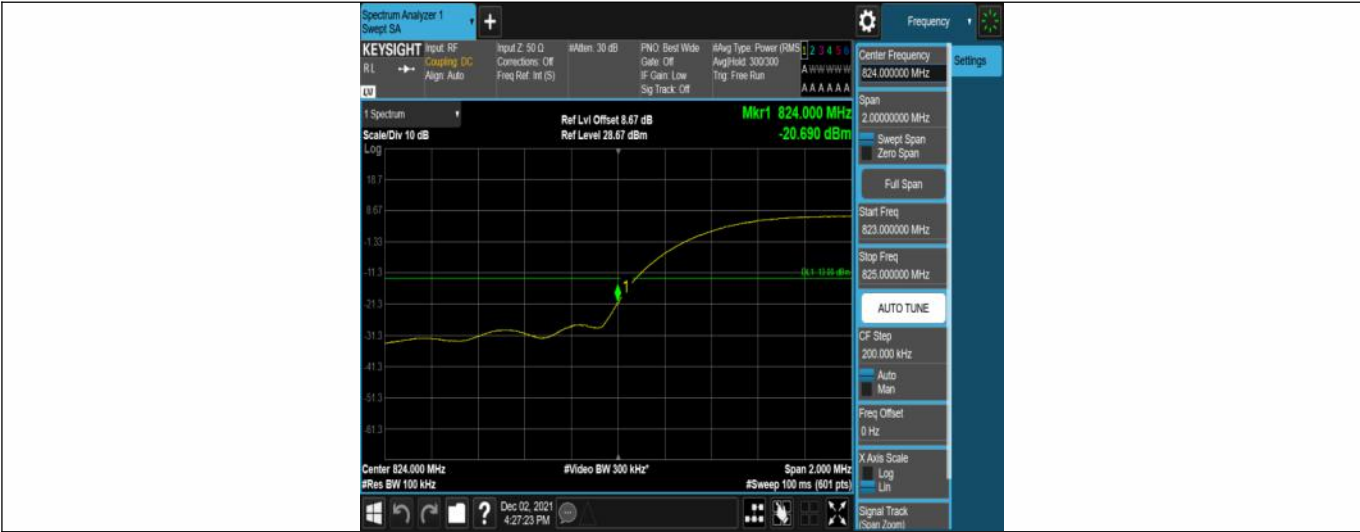 Spectrum Analyzer 1
Swept SA
+
Frequency
KEYSIGHT
RL
Input: RF
Coupling: DC
Align: Auto
Input Z: 50 Ω
Corrections: Off
Freq Ref: Int (S)
#Atten: 30 dB
PNO: Best Wide
Gate: Off
IF Gain: Low
Sig Track: Off
#Avg Type: Power (RMS
Avg|Hold: 300/300
Trig: Free Run
1 2 3 4 5 6
A W W W W W
A A A A A A
1 Spectrum
Scale/Div 10 dB
Log
Ref Lvl Offset 8.67 dB
Ref Level 28.67 dBm
Mkr1 824.000 MHz
-20.690 dBm
18.7
8.67
-1.33
-11.3
-21.3
-31.3
-41.3
-51.3
-61.3
1
Center 824.000 MHz
#Res BW 100 kHz
#Video BW 300 kHz*
Span 2.000 MHz
#Sweep 100 ms (601 pts)
Center Frequency
824.000000 MHz
Settings
Span
2.00000000 MHz
Swept Span
Zero Span
Full Span
Start Freq
823.000000 MHz
Stop Freq
825.000000 MHz
AUTO TUNE
CF Step
200.000 kHz
Auto
Man
Freq Offset
0 Hz
X Axis Scale
Log
Lin
Signal Track
(Span Zoom)
?
Dec 02, 2021
4:27:23 PM